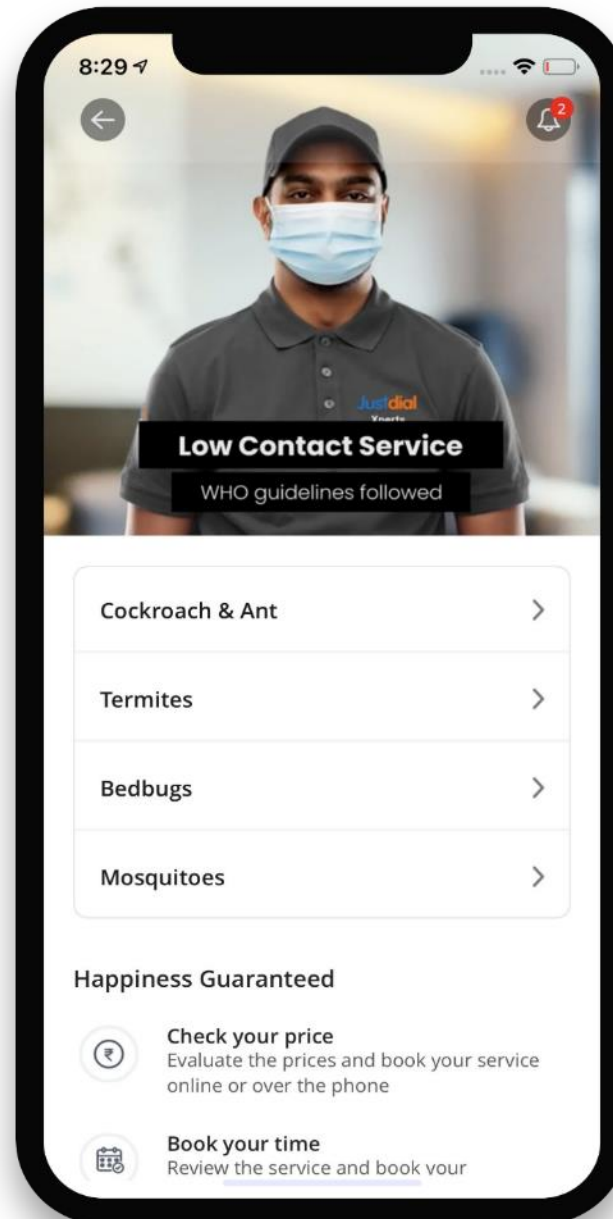 8:29
2
Justdial
Xperts
Low Contact Service
WHO guidelines followed
Cockroach & Ant
Termites
Bedbugs
Mosquitoes
Happiness Guaranteed
Check your price
Evaluate the prices and book your service
online or over the phone
Book your time
Review the service and book your